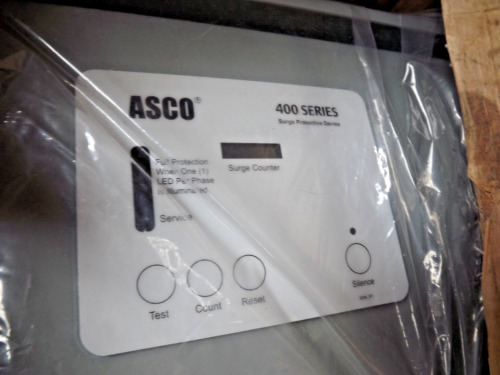 ASCO®
400 SERIES
Surge Protective Device
Full Protection
When One (1)
LED Per Phase
is Illuminated
Surge Counter
Service
Test
Count
Reset
Silence